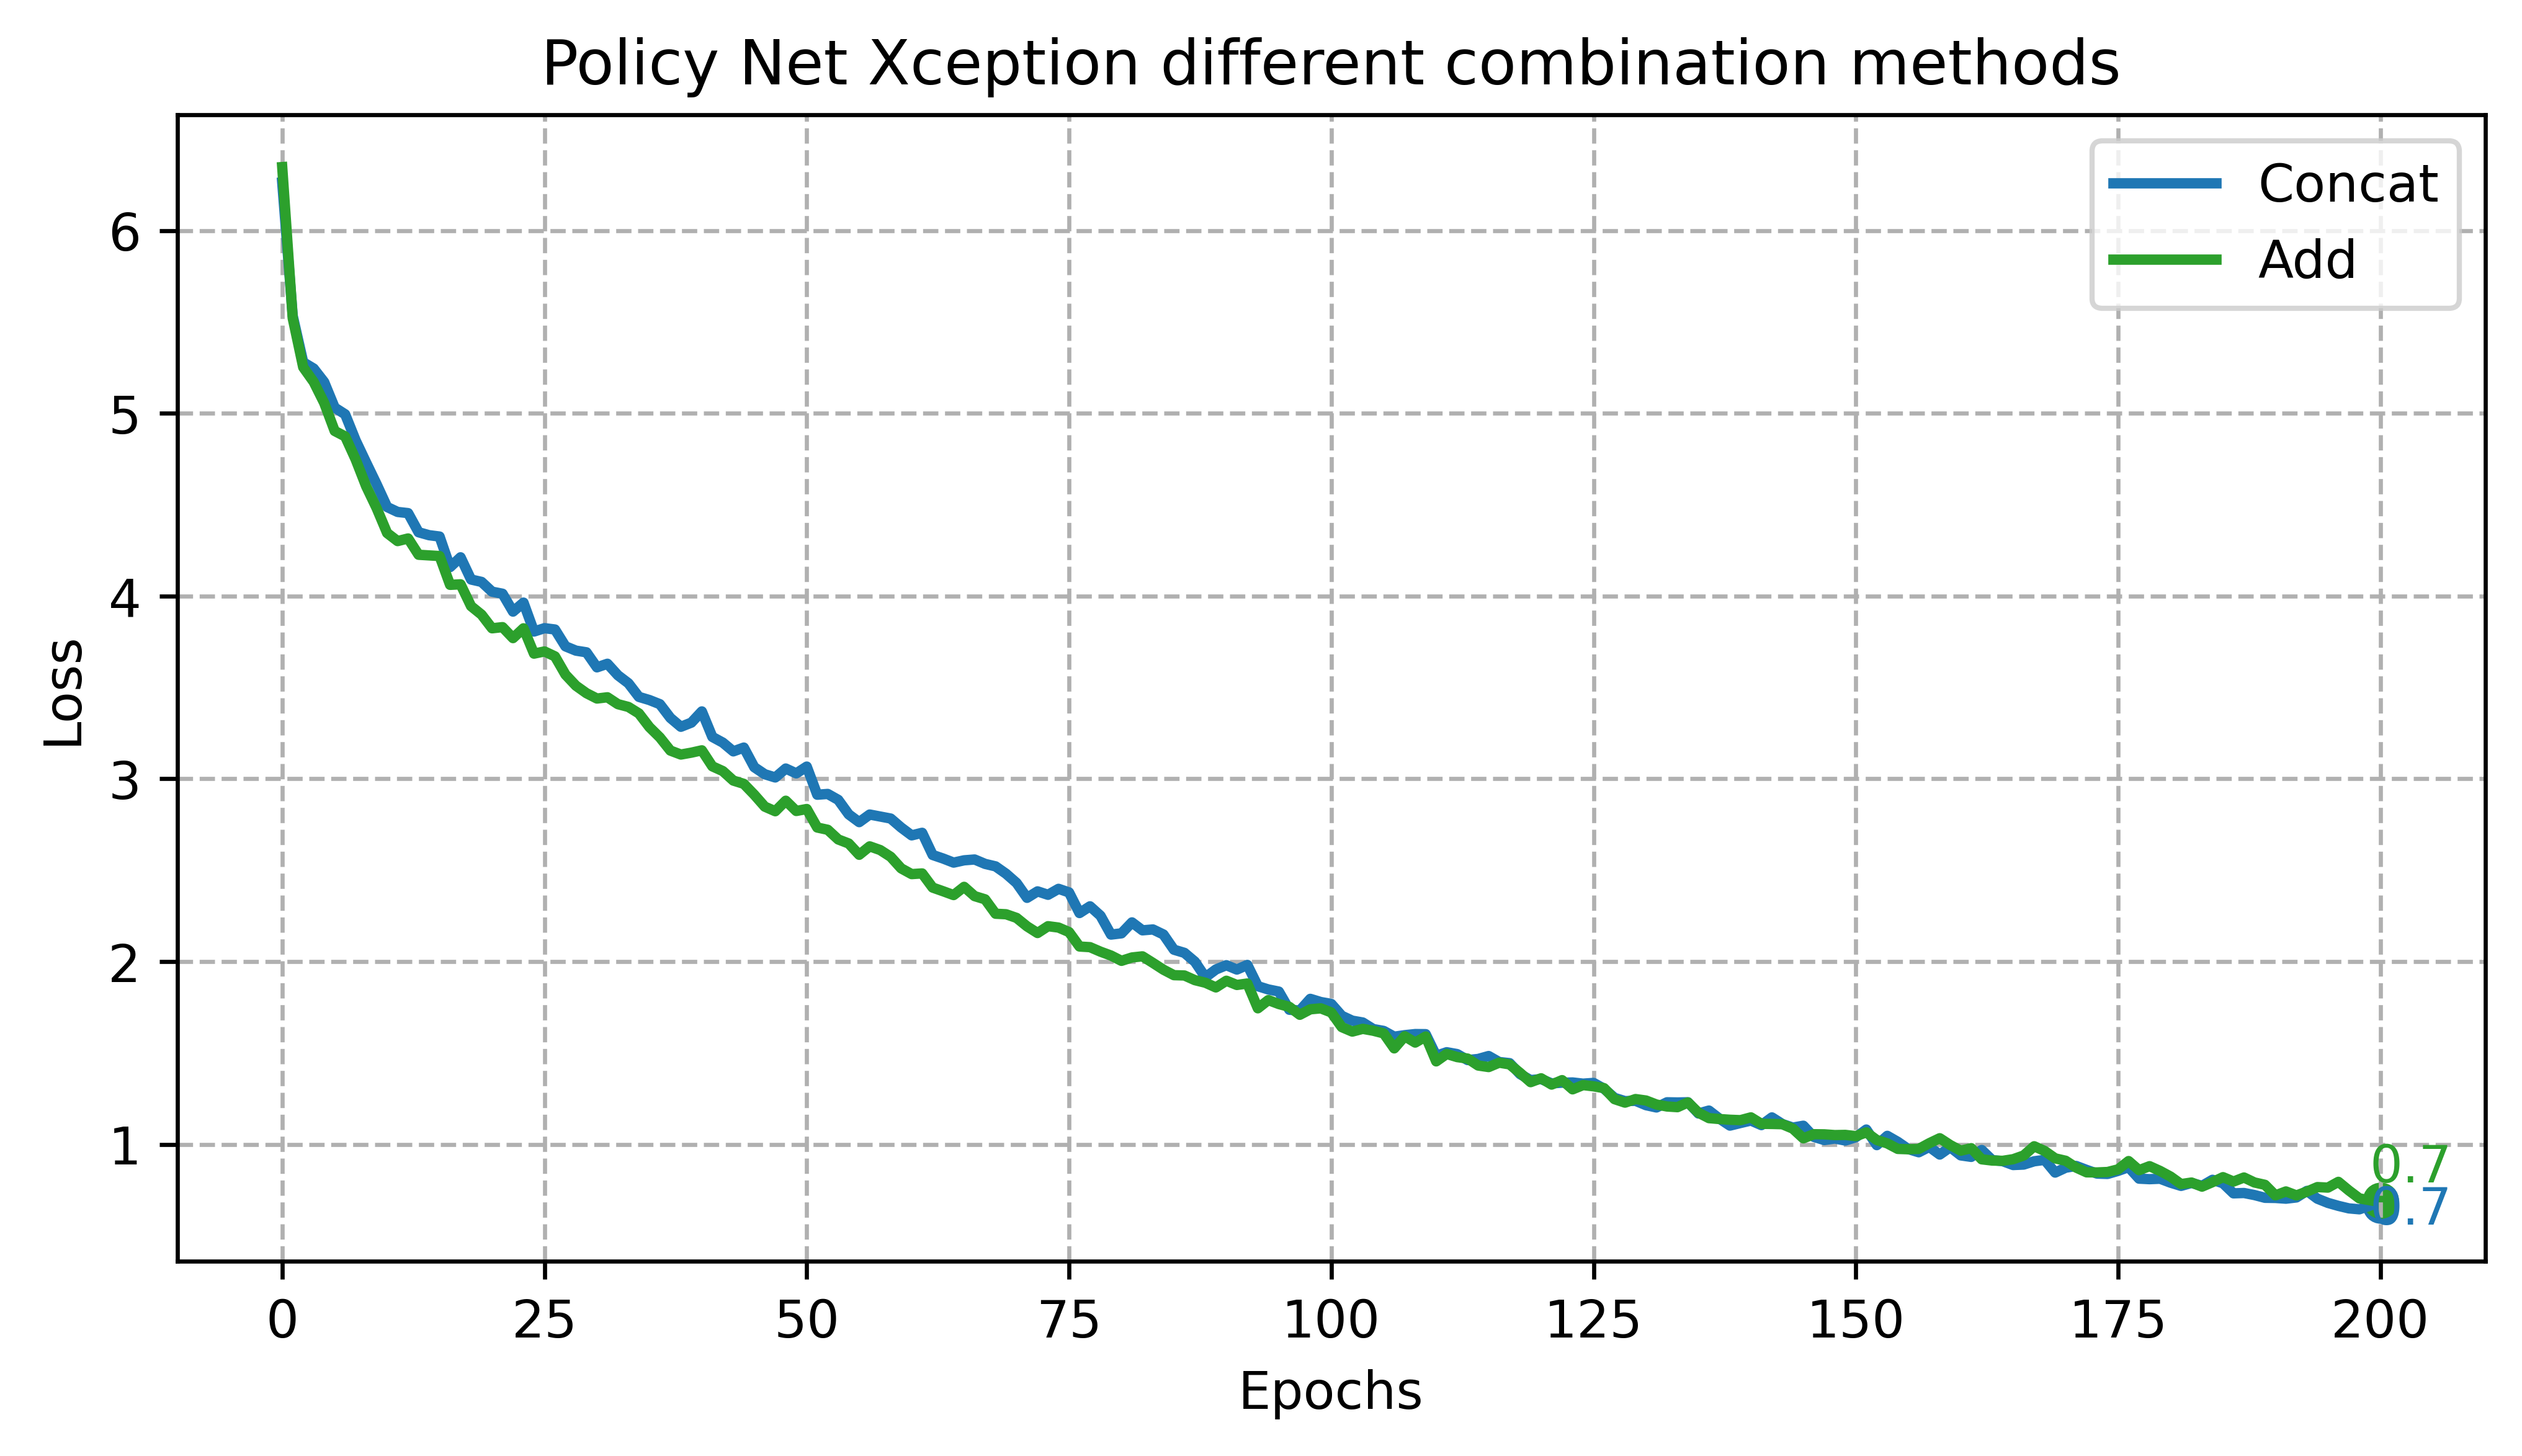 Policy Net Xception different combination methods
Concat
Add
6
5
4
3
2
1
Loss
0.7
0.7
0 25 50 75 100 125 150 175 200
Epochs